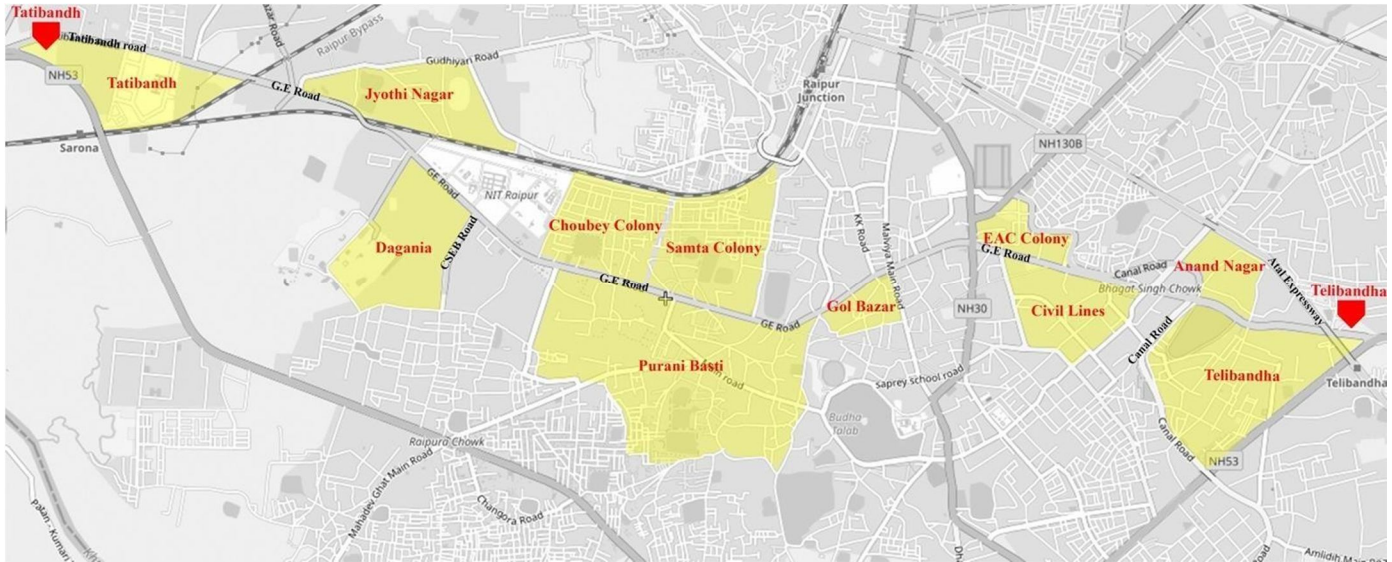 Tatibandh
Tatibandh road
NH53
Tatibandh
G.E Road
Sarona
Raipur Bypass
Gudhiyari Road
Jyothi Nagar
Raipur
Junction
NH130B
GE Road
NIT Raipur
Dagania
CSEB Road
Choubey Colony
Samta Colony
G.E Road
GE Road
KK Road
Malviya Main Road
Gol Bazar
EAC Colony
G.E Road
Canal Road
Bhagat Singh Chowk
Anand Nagar
Atal Expressway
Telibandha
Civil Lines
NH30
Canal Road
Purani Basti
Saprey school road
Budha
Talab
Telibandha
Telibandha
Raipura Chowk
Mahadev Ghat Main Road
Changora Road
Canal Road
NH53